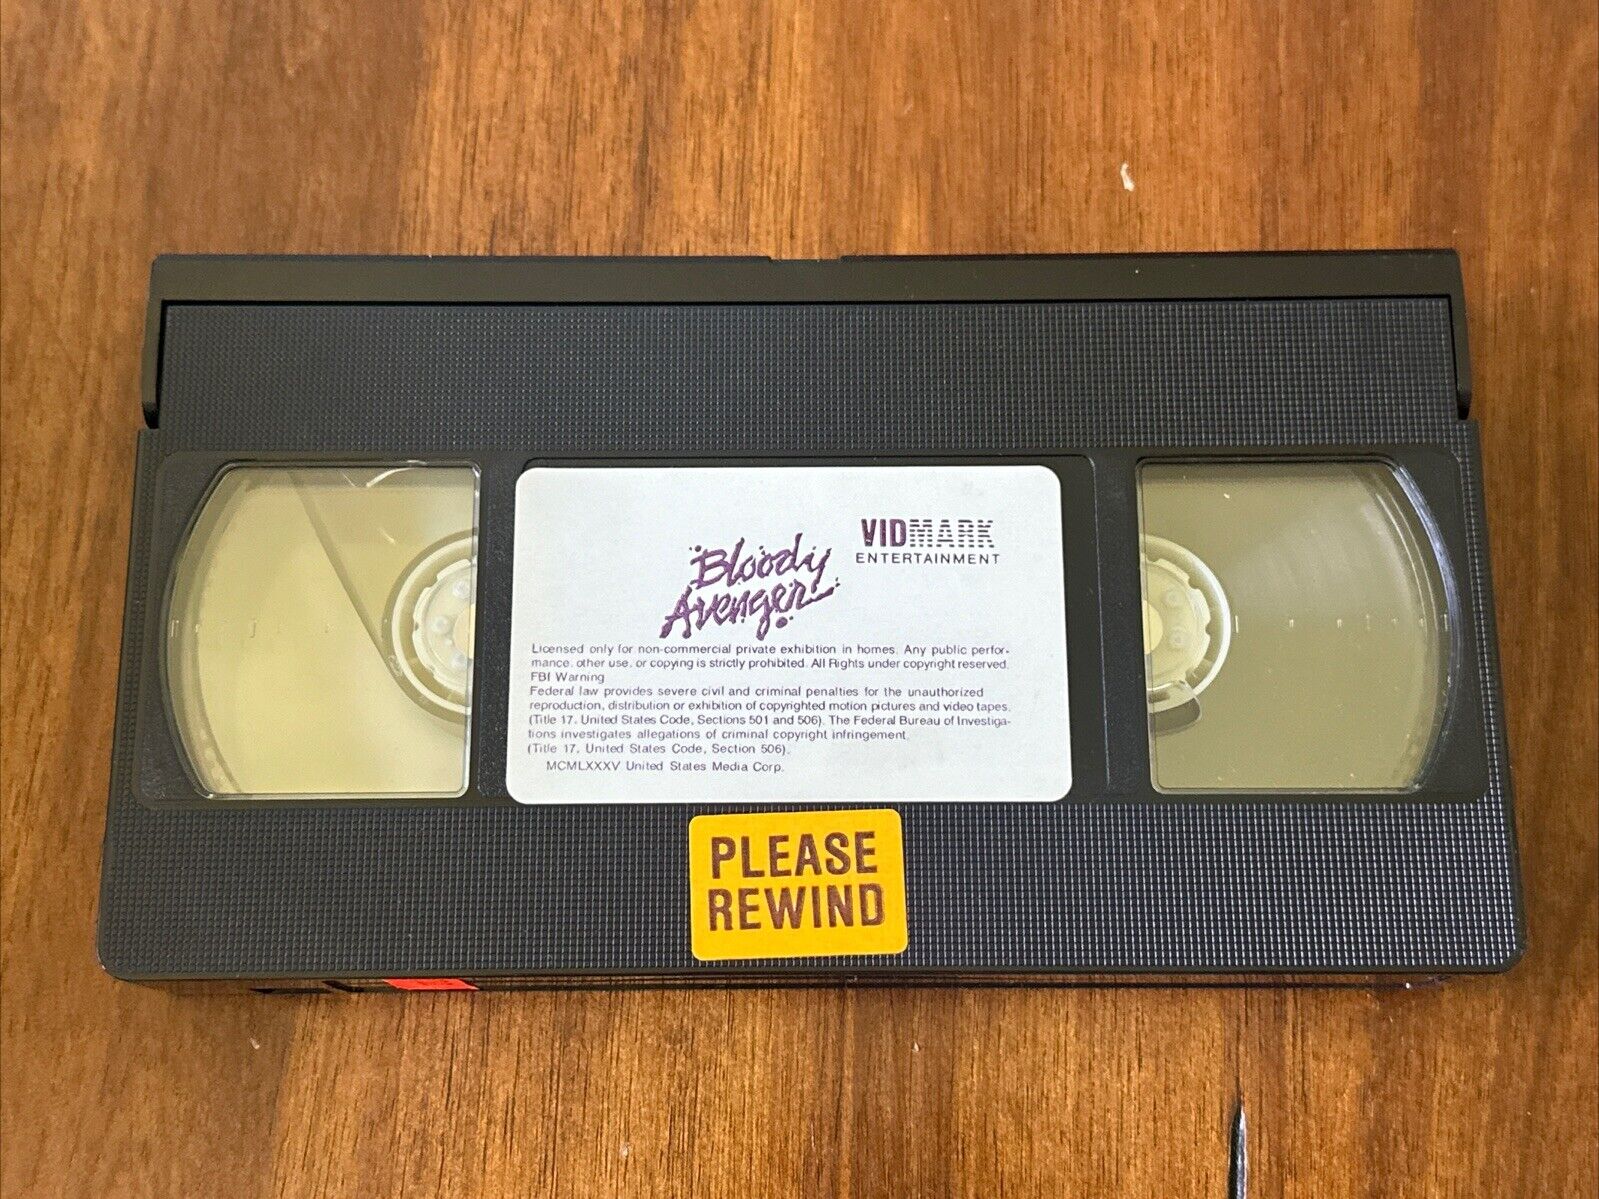 VIDMARK
ENTERTAINMENT
Bloody
Avenger
Licensed only for non-commercial private exhibition in homes. Any public perfor-
mance, other use, or copying is strictly prohibited. All Rights under copyright reserved.
FBI Warning
Federal law provides severe civil and criminal penalties for the unauthorized
reproduction, distribution or exhibition of copyrighted motion pictures and video tapes.
(Title 17, United States Code, Sections 501 and 506). The Federal Bureau of Investiga-
tions investigates allegations of criminal copyright infringement.
(Title 17, United States Code, Section 506).
MCMLXXXV United States Media Corp.
PLEASE
REWIND